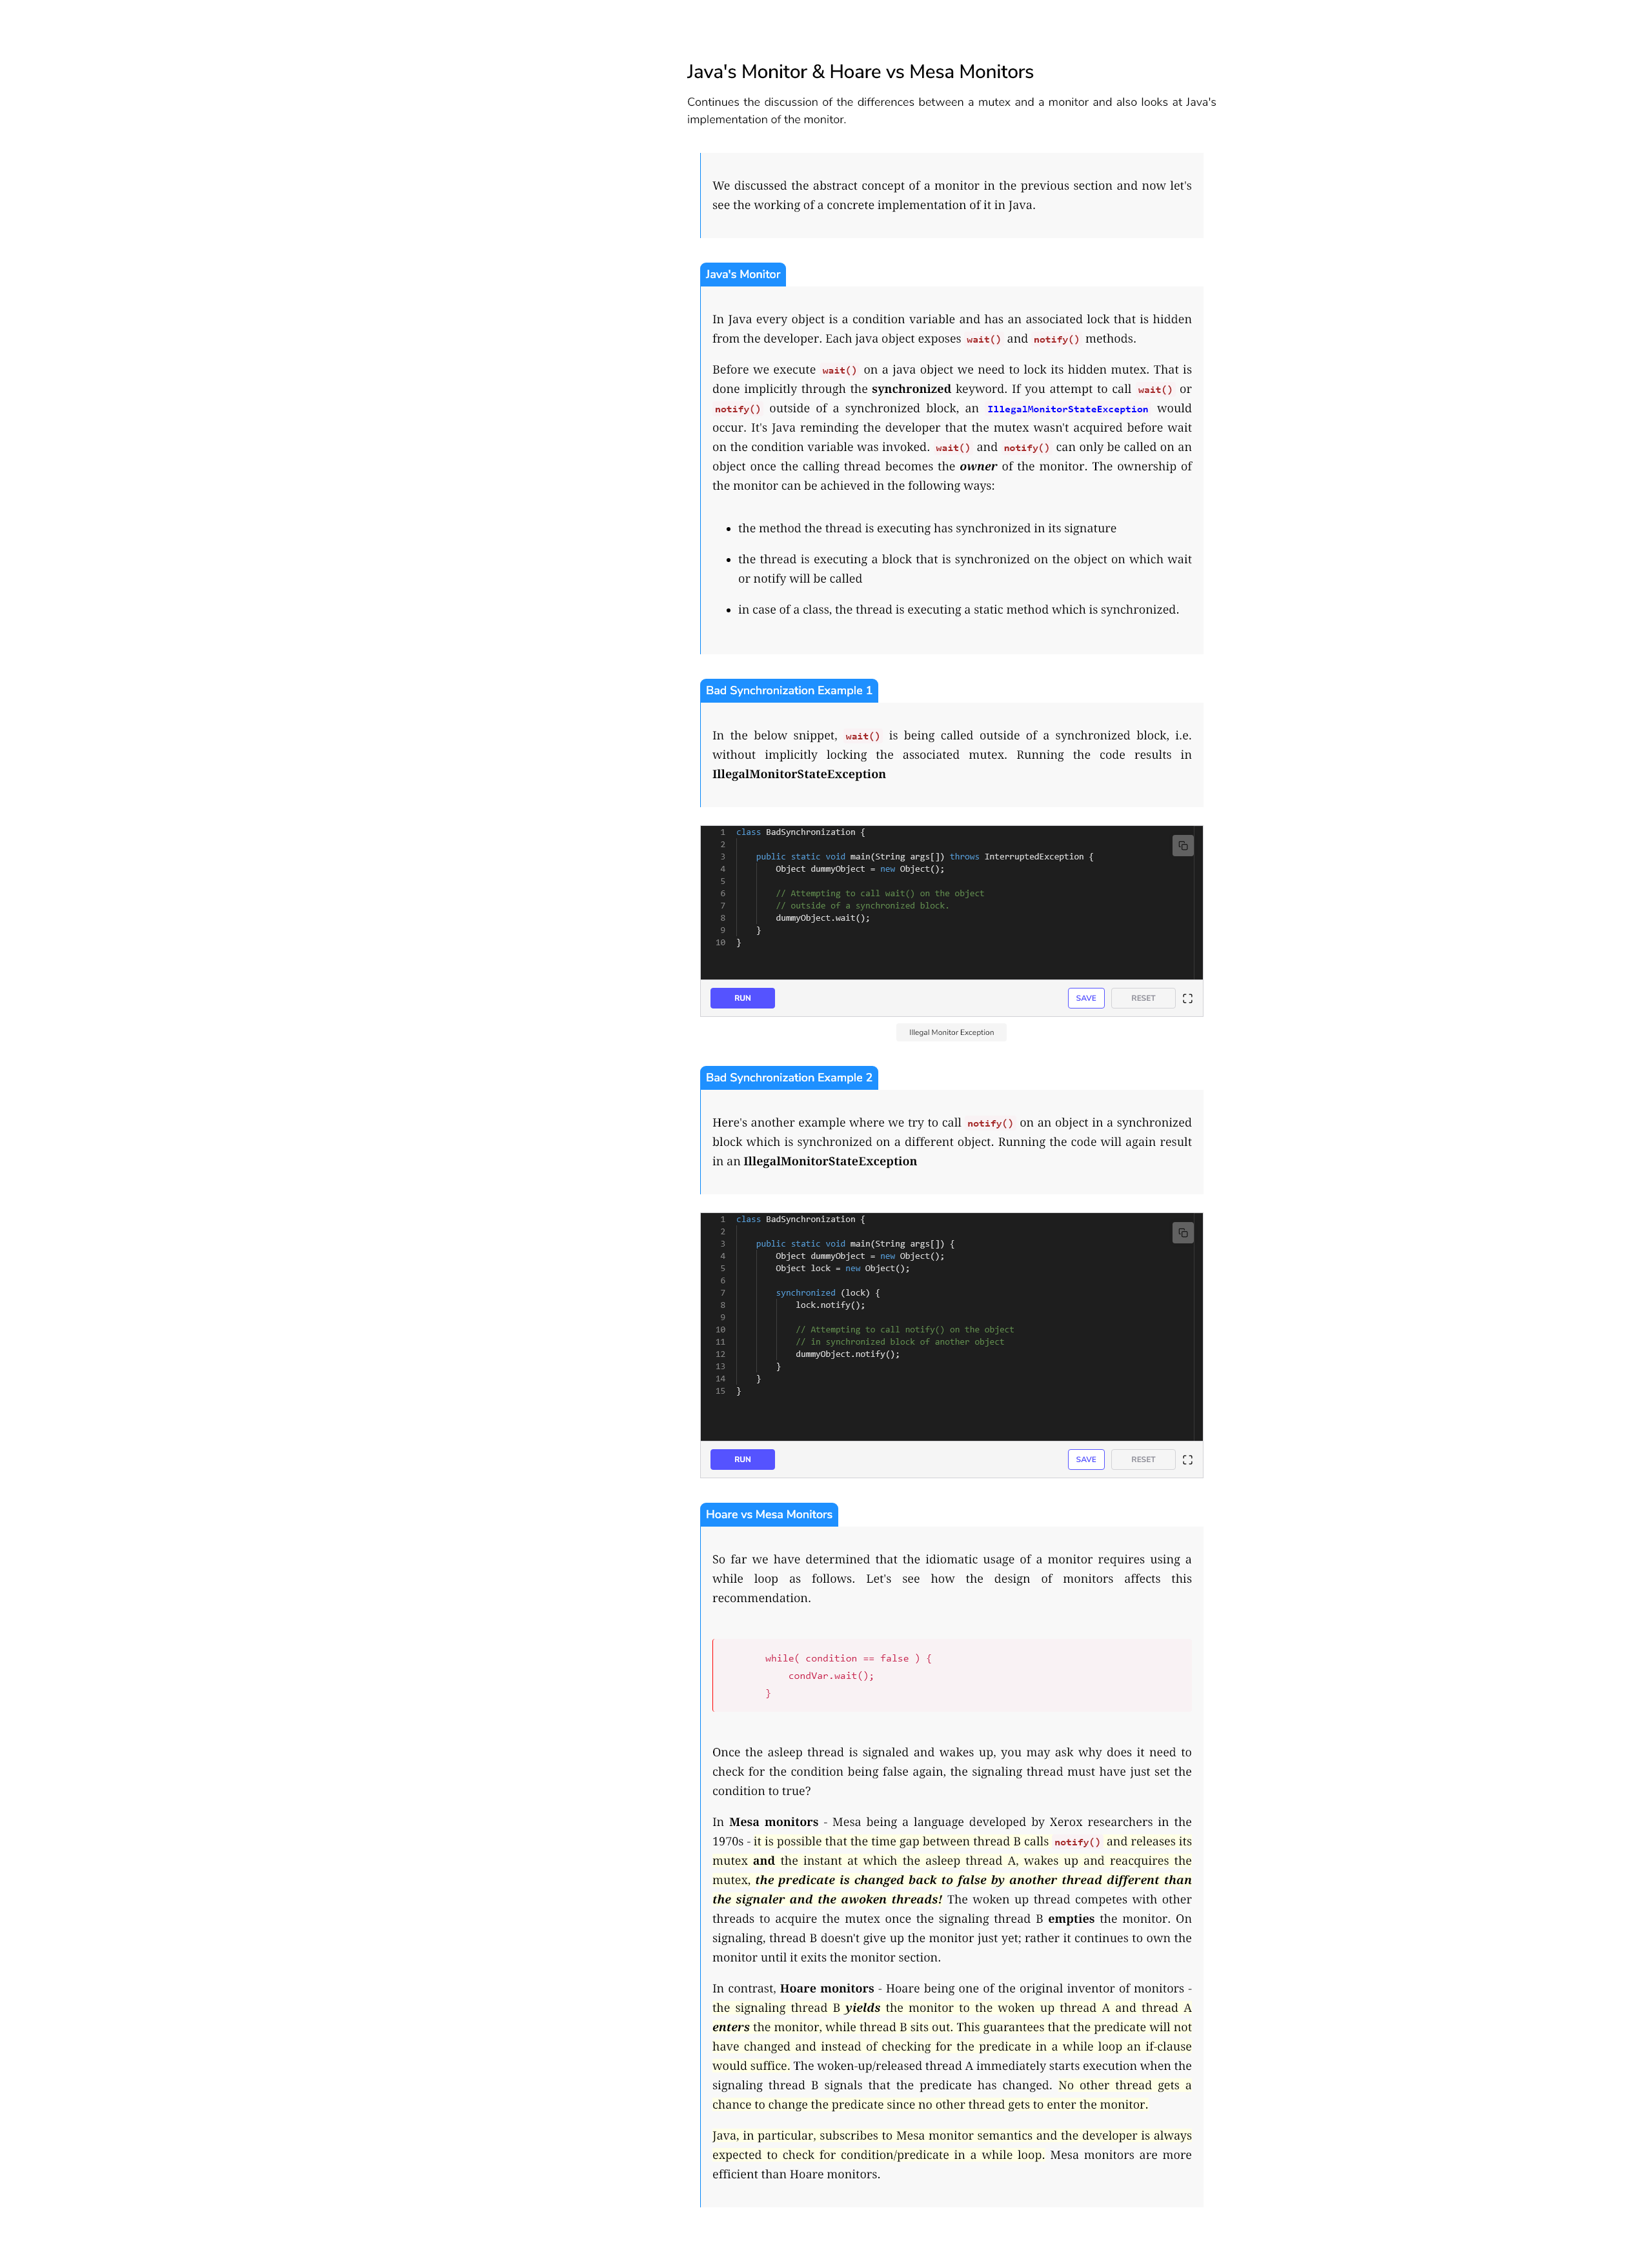 Java's Monitor & Hoare vs Mesa Monitors
Continues the discussion of the differences between a mutex and a monitor and also looks at Java's
implementation of the monitor.
We discussed the abstract concept of a monitor in the previous section and now let's
see the working of a concrete implementation of it in Java.
Java's Monitor
In Java every object is a condition variable and has an associated lock that is hidden
from the developer. Each java object exposes wait() and notify() methods.
Before we execute wait() on a java object we need to lock its hidden mutex. That is
done implicitly through the synchronized keyword. If you attempt to call wait() or
notify() outside of a synchronized block, an IllegalMonitorStateException would
occur. It's Java reminding the developer that the mutex wasn't acquired before wait
on the condition variable was invoked. wait() and notify() can only be called on an
object once the calling thread becomes the owner of the monitor. The ownership of
the monitor can be achieved in the following ways:
• the method the thread is executing has synchronized in its signature
• the thread is executing a block that is synchronized on the object on which wait
or notify will be called
• in case of a class, the thread is executing a static method which is synchronized.
Bad Synchronization Example 1
In the below snippet, wait() is being called outside of a synchronized block, i.e.
without implicitly locking the associated mutex. Running the code results in
IllegalMonitorStateException
1 class BadSynchronization {
2
3     public static void main(String args[]) throws InterruptedException {
4         Object dummyObject = new Object();
5
6         // Attempting to call wait() on the object
7         // outside of a synchronized block.
8         dummyObject.wait();
9     }
10 }
RUN SAVE RESET
Illegal Monitor Exception
Bad Synchronization Example 2
Here's another example where we try to call notify() on an object in a synchronized
block which is synchronized on a different object. Running the code will again result
in an IllegalMonitorStateException
1 class BadSynchronization {
2
3     public static void main(String args[]) {
4         Object dummyObject = new Object();
5         Object lock = new Object();
6
7         synchronized (lock) {
8             lock.notify();
9
10             // Attempting to call notify() on the object
11             // in synchronized block of another object
12             dummyObject.notify();
13         }
14     }
15 }
RUN SAVE RESET
Hoare vs Mesa Monitors
So far we have determined that the idiomatic usage of a monitor requires using a
while loop as follows. Let's see how the design of monitors affects this
recommendation.
while( condition == false ) {
    condVar.wait();
}
Once the asleep thread is signaled and wakes up, you may ask why does it need to
check for the condition being false again, the signaling thread must have just set the
condition to true?
In Mesa monitors - Mesa being a language developed by Xerox researchers in the
1970s - it is possible that the time gap between thread B calls notify() and releases its
mutex and the instant at which the asleep thread A, wakes up and reacquires the
mutex, the predicate is changed back to false by another thread different than
the signaler and the awoken threads! The woken up thread competes with other
threads to acquire the mutex once the signaling thread B empties the monitor. On
signaling, thread B doesn't give up the monitor just yet; rather it continues to own the
monitor until it exits the monitor section.
In contrast, Hoare monitors - Hoare being one of the original inventor of monitors -
the signaling thread B yields the monitor to the woken up thread A and thread A
enters the monitor, while thread B sits out. This guarantees that the predicate will not
have changed and instead of checking for the predicate in a while loop an if-clause
would suffice. The woken-up/released thread A immediately starts execution when the
signaling thread B signals that the predicate has changed. No other thread gets a
chance to change the predicate since no other thread gets to enter the monitor.
Java, in particular, subscribes to Mesa monitor semantics and the developer is always
expected to check for condition/predicate in a while loop. Mesa monitors are more
efficient than Hoare monitors.